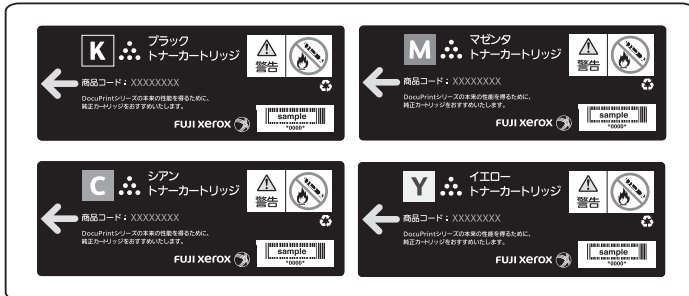 K
ブラック
トナーカートリッジ
警告
商品コード：XXXXXXXX
DocuPrintシリーズの本来の性能を得るために、
純正カートリッジをおすすめいたします。
sample
*0000*
FUJI XEROX
M
マゼンタ
トナーカートリッジ
警告
商品コード：XXXXXXXX
DocuPrintシリーズの本来の性能を得るために、
純正カートリッジをおすすめいたします。
sample
*0000*
FUJI XEROX
C
シアン
トナーカートリッジ
警告
商品コード：XXXXXXXX
DocuPrintシリーズの本来の性能を得るために、
純正カートリッジをおすすめいたします。
sample
*0000*
FUJI XEROX
Y
イエロー
トナーカートリッジ
警告
商品コード：XXXXXXXX
DocuPrintシリーズの本来の性能を得るために、
純正カートリッジをおすすめいたします。
sample
*0000*
FUJI XEROX